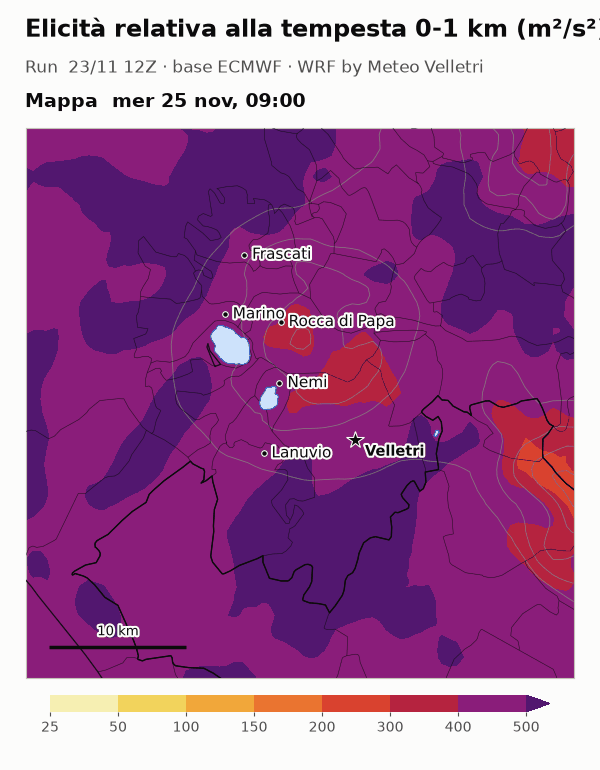 Elicità relativa alla tempesta 0-1 km (m²/s²)
Run  23/11 12Z · base ECMWF · WRF by Meteo Velletri
Mappa  mer 25 nov, 09:00
Frascati
Marino
Rocca di Papa
Nemi
Velletri
Lanuvio
10 km
25 50 100 150 200 300 400 500